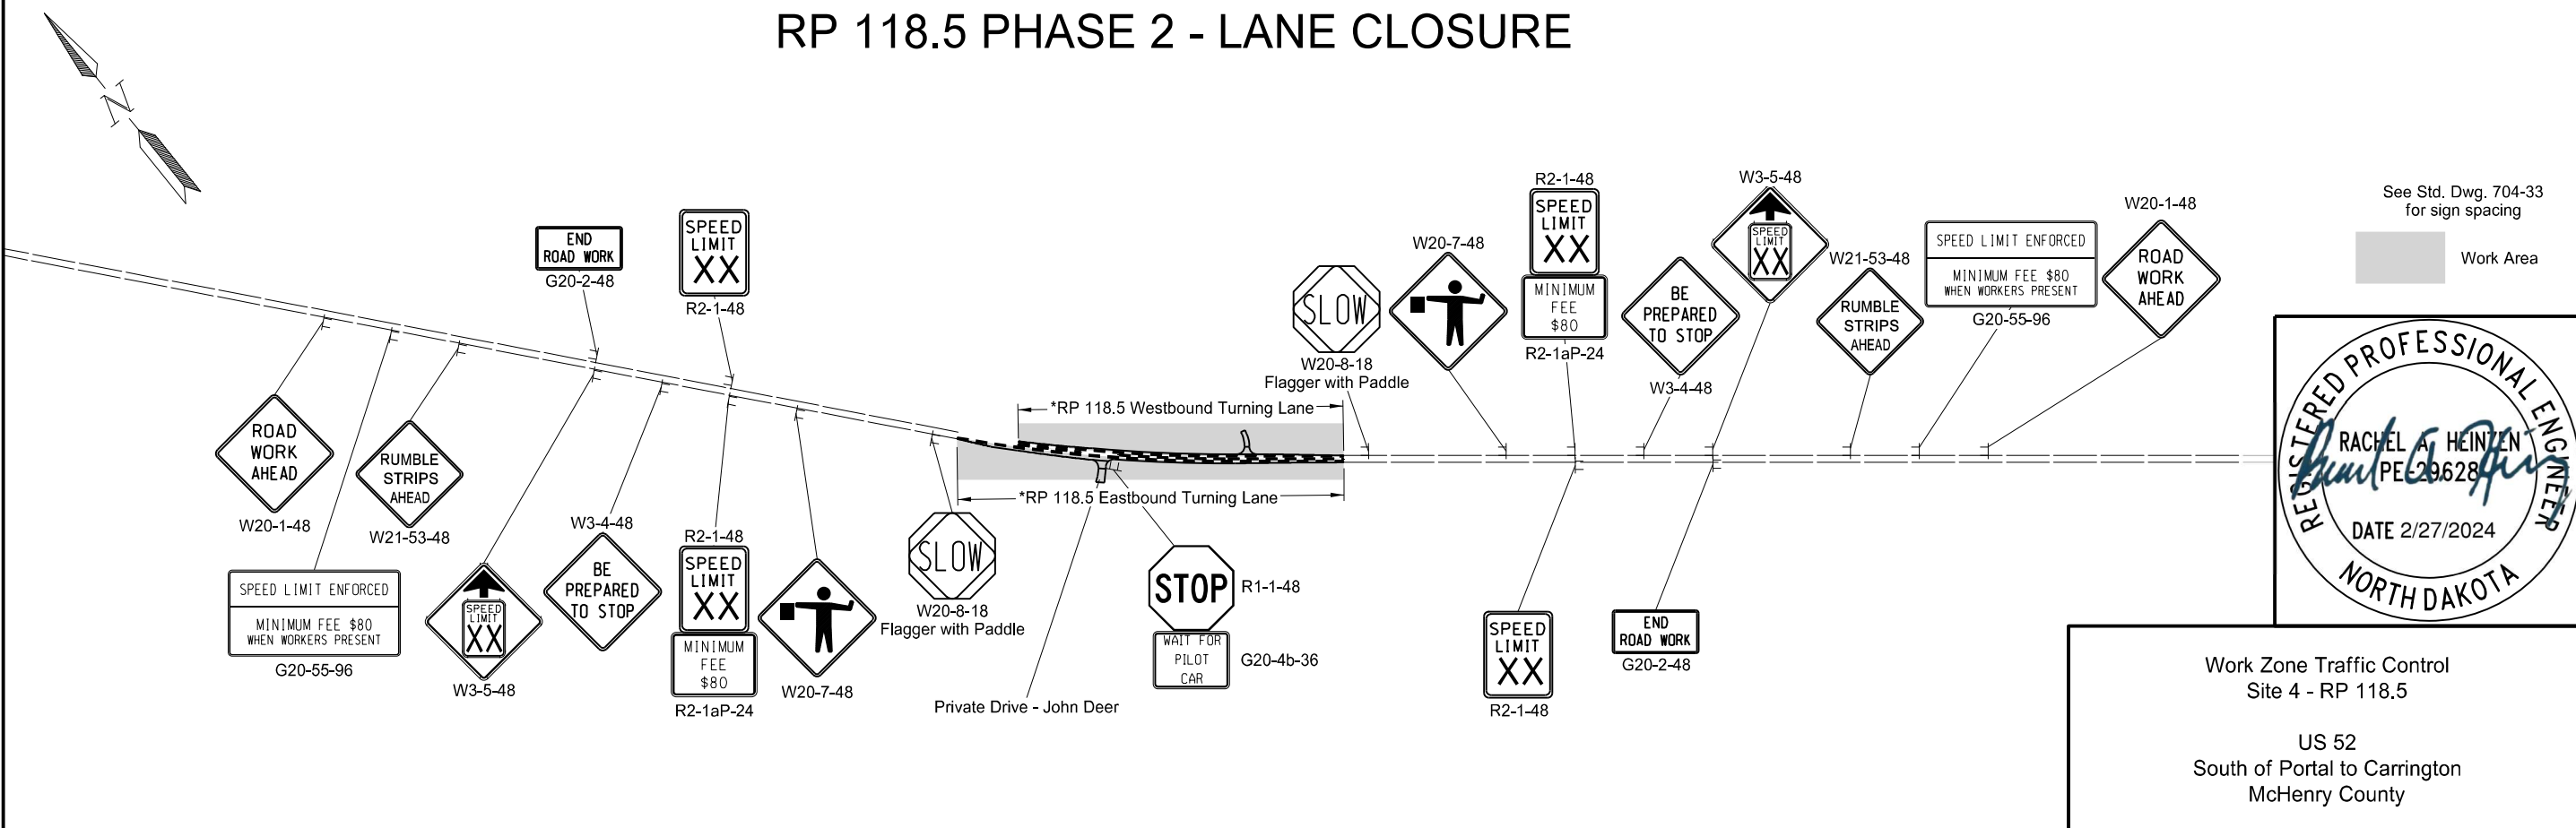 RP 118.5 PHASE 2 - LANE CLOSURE
N
END
ROAD WORK
G20-2-48
SPEED
LIMIT
XX
R2-1-48
ROAD
WORK
AHEAD
W20-1-48
SPEED LIMIT ENFORCED
MINIMUM FEE $80
WHEN WORKERS PRESENT
G20-55-96
RUMBLE
STRIPS
AHEAD
W21-53-48
SPEED
LIMIT
XX
W3-5-48
W3-4-48
BE
PREPARED
TO STOP
R2-1-48
SPEED
LIMIT
XX
MINIMUM
FEE
$80
R2-1aP-24
W20-7-48
SLOW
W20-8-18
Flagger with Paddle
*RP 118.5 Westbound Turning Lane
*RP 118.5 Eastbound Turning Lane
Private Drive - John Deer
STOP
R1-1-48
WAIT FOR
PILOT
CAR
G20-4b-36
SLOW
W20-8-18
Flagger with Paddle
W20-7-48
R2-1-48
SPEED
LIMIT
XX
MINIMUM
FEE
$80
R2-1aP-24
BE
PREPARED
TO STOP
W3-4-48
W3-5-48
SPEED
LIMIT
XX
W21-53-48
RUMBLE
STRIPS
AHEAD
SPEED LIMIT ENFORCED
MINIMUM FEE $80
WHEN WORKERS PRESENT
G20-55-96
W20-1-48
ROAD
WORK
AHEAD
SPEED
LIMIT
XX
R2-1-48
END
ROAD WORK
G20-2-48
See Std. Dwg. 704-33
for sign spacing
Work Area
REGISTERED PROFESSIONAL ENGINEER
RACHEL A. HEINZEN
PE-29628
DATE 2/27/2024
NORTH DAKOTA
Work Zone Traffic Control
Site 4 - RP 118.5
US 52
South of Portal to Carrington
McHenry County